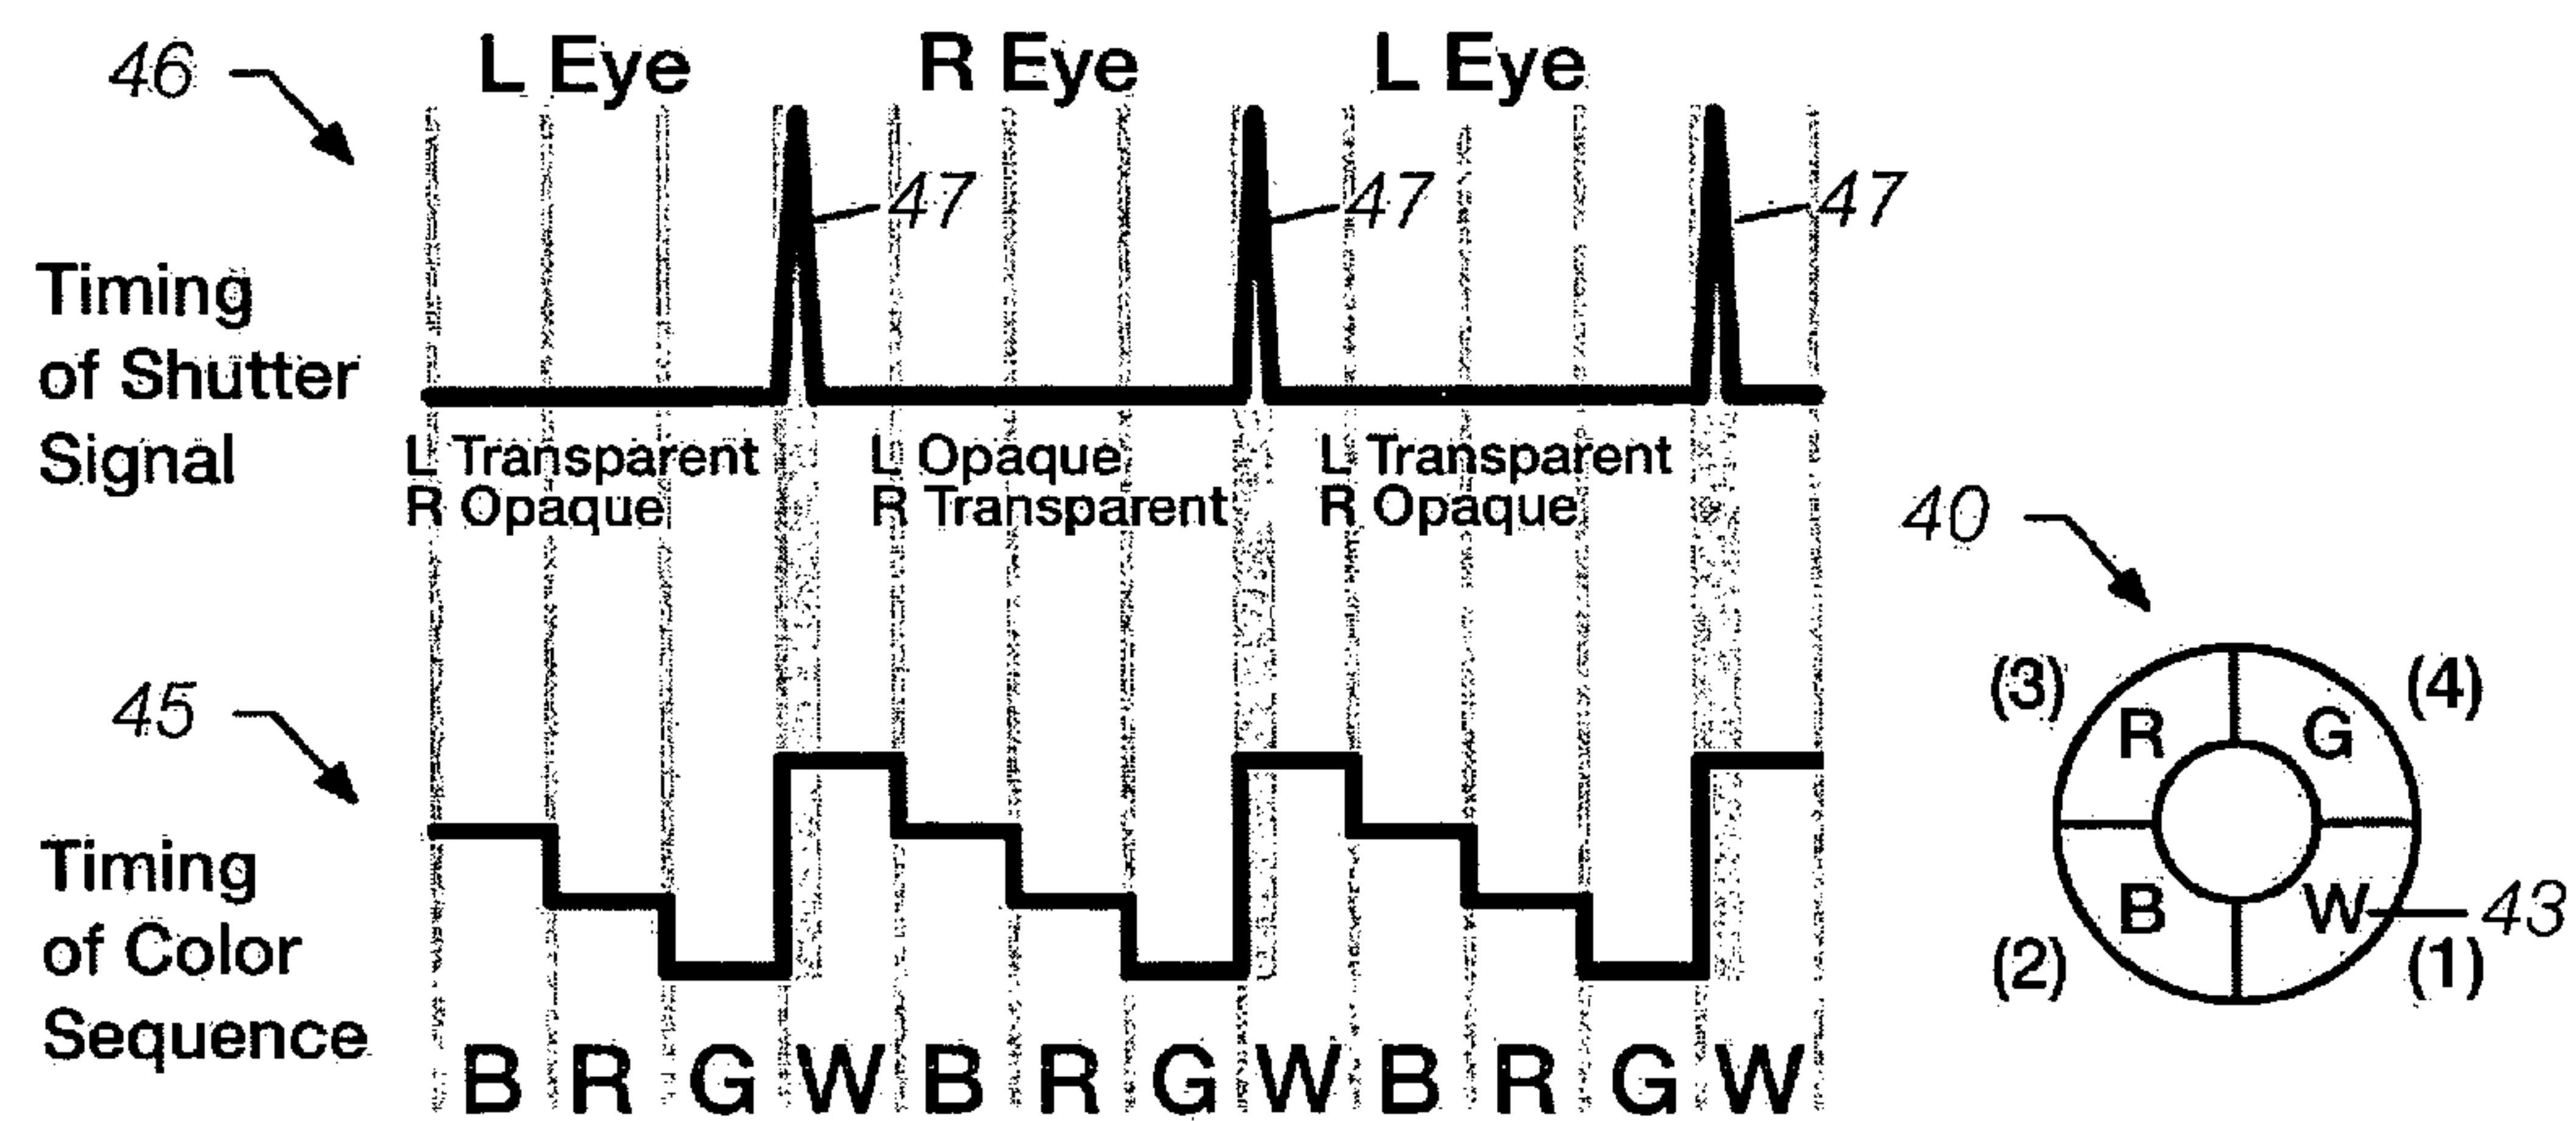 46
L Eye R Eye L Eye
47 47 47
Timing
of Shutter
Signal
L Transparent
R Opaque
L Opaque
R Transparent
L Transparent
R Opaque
40
(3) R G (4)
B W 43
(2) (1)
45
Timing
of Color
Sequence
B R G W B R G W B R G W